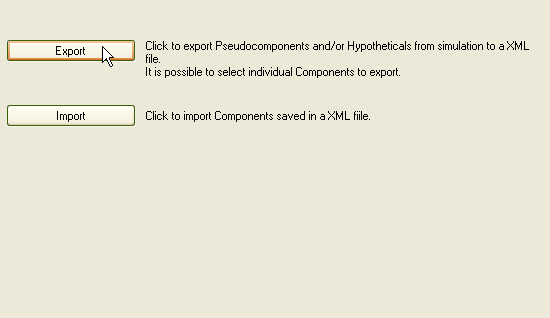 Export
Click to export Pseudocomponents and/or Hypotheticals from simulation to a XML
file.
It is possible to select individual Components to export.
Import
Click to import Components saved in a XML fiile.